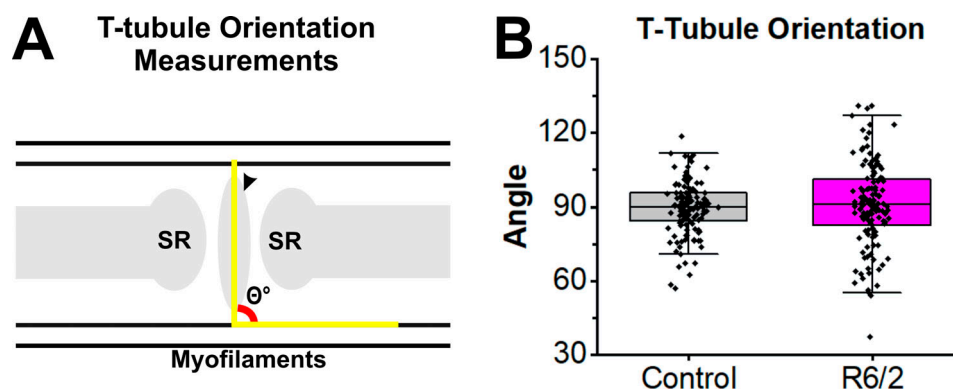 A
T-tubule Orientation
Measurements
SR
SR
Θ°
Myofilaments
B
T-Tubule Orientation
Angle
150
120
90
60
30
Control
R6/2